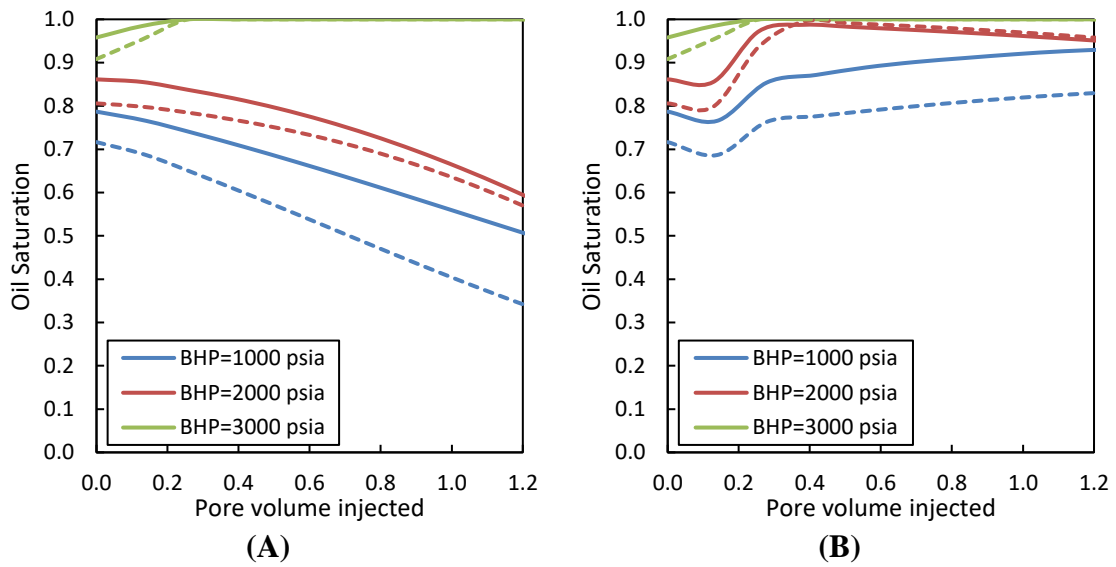 1.0
0.9
0.8
0.7
0.6
0.5
0.4
0.3
0.2
0.1
0.0
Oil Saturation
BHP=1000 psia
BHP=2000 psia
BHP=3000 psia
0.0 0.2 0.4 0.6 0.8 1.0 1.2
Pore volume injected
(A)
1.0
0.9
0.8
0.7
0.6
0.5
0.4
0.3
0.2
0.1
0.0
Oil Saturation
BHP=1000 psia
BHP=2000 psia
BHP=3000 psia
0.0 0.2 0.4 0.6 0.8 1.0 1.2
Pore volume injected
(B)